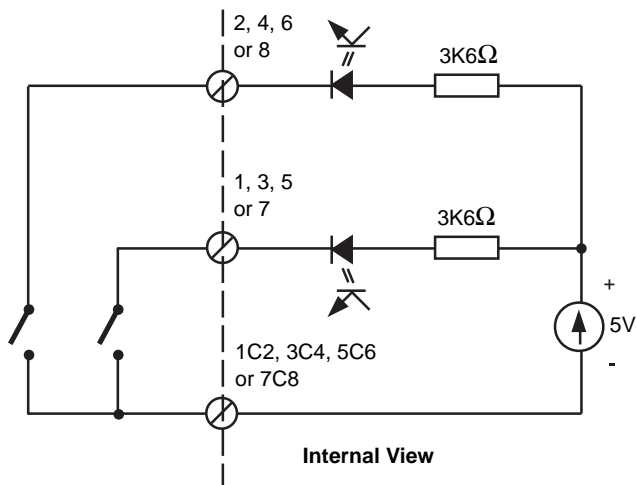 2, 4, 6
or 8
3K6Ω
1, 3, 5
or 7
3K6Ω
+
5V
-
1C2, 3C4, 5C6
or 7C8
Internal View